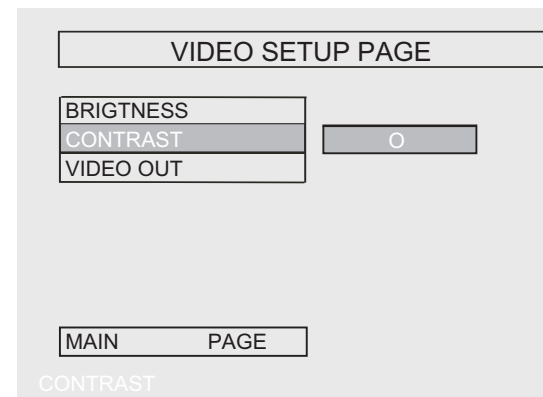 VIDEO SETUP PAGE
BRIGTNESS
CONTRAST O
VIDEO OUT
MAIN PAGE
CONTRAST